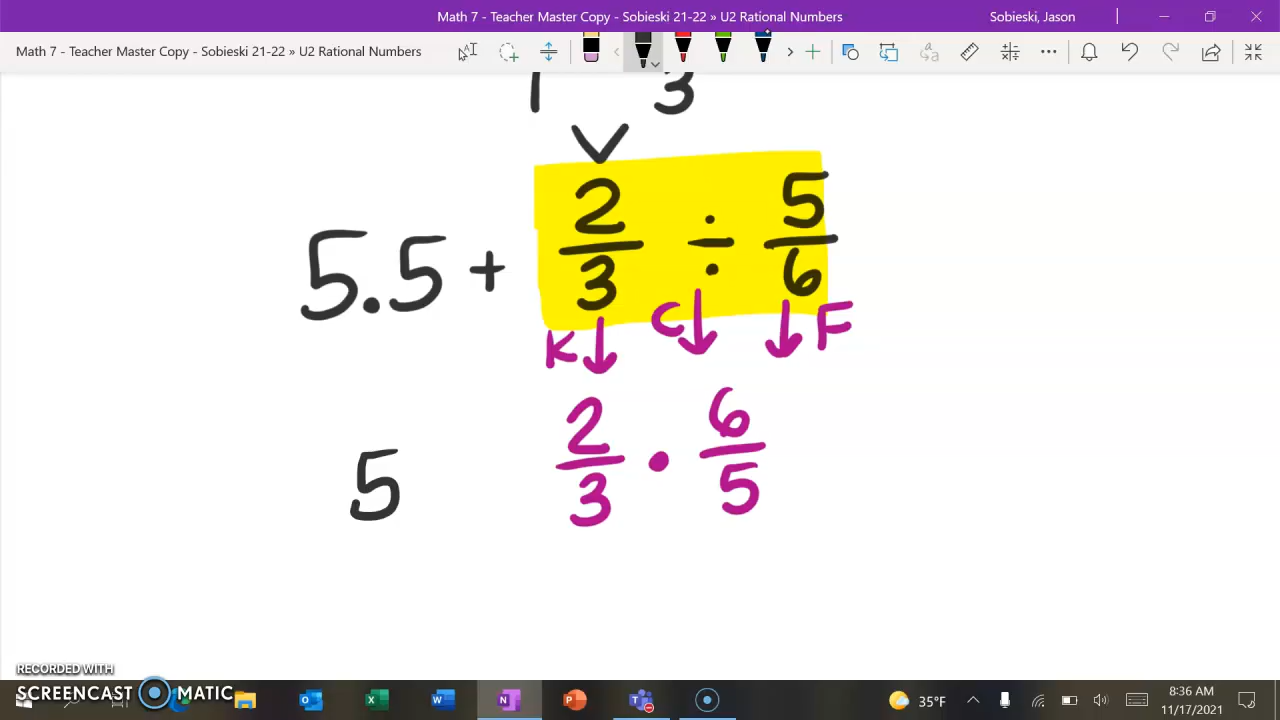 Math 7 - Teacher Master Copy - Sobieski 21-22 » U2 Rational Numbers
Sobieski, Jason
Math 7 - Teacher Master Copy - Sobieski 21-22 » U2 Rational Numbers
1 3
5.5 + 2/3 ÷ 5/6
K C F
5 2/3 • 6/5
RECORDED WITH
SCREENCAST MATIC
35°F
8:36 AM
11/17/2021